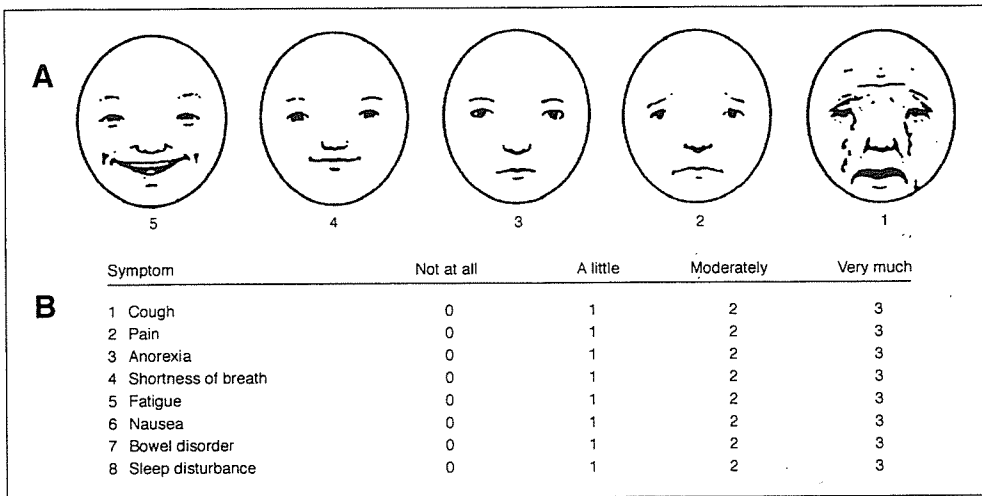 A
5 4 3 2 1
Symptom Not at all A little Moderately Very much
B
1 Cough 0 1 2 3
2 Pain 0 1 2 3
3 Anorexia 0 1 2 3
4 Shortness of breath 0 1 2 3
5 Fatigue 0 1 2 3
6 Nausea 0 1 2 3
7 Bowel disorder 0 1 2 3
8 Sleep disturbance 0 1 2 3